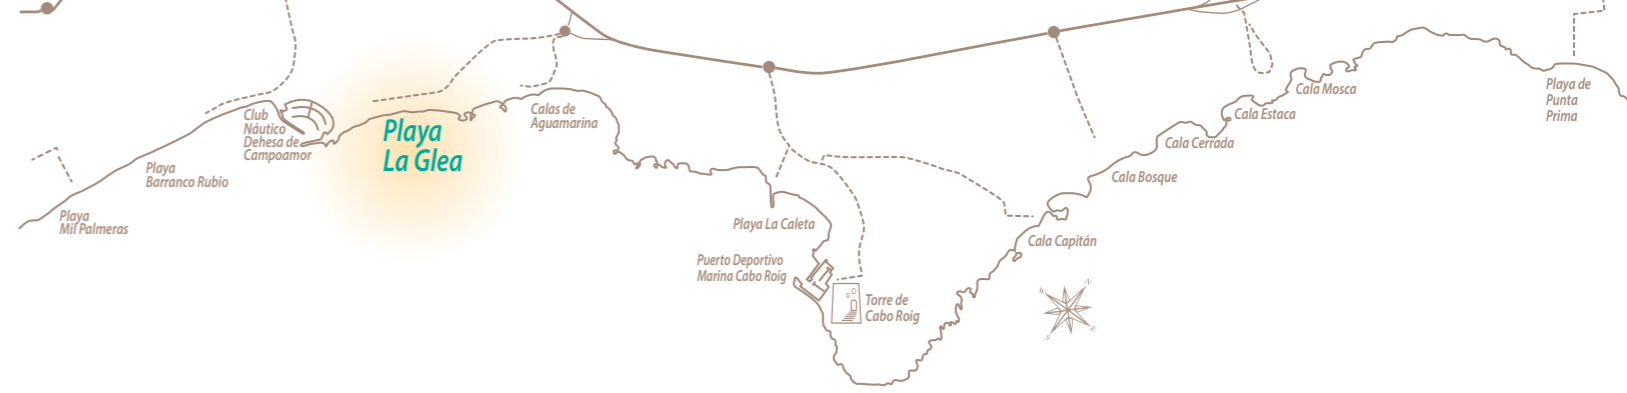 Playa
Mil Palmeras
Playa
Barranco Rubio
Club
Náutico
Dehesa de
Campoamor
Playa
La Glea
Calas de
Aguamarina
Playa La Caleta
Puerto Deportivo
Marina Cabo Roig
Torre de
Cabo Roig
Cala Capitán
Cala Bosque
Cala Cerrada
Cala Estaca
Cala Mosca
Playa de
Punta
Prima
N
W
E
S